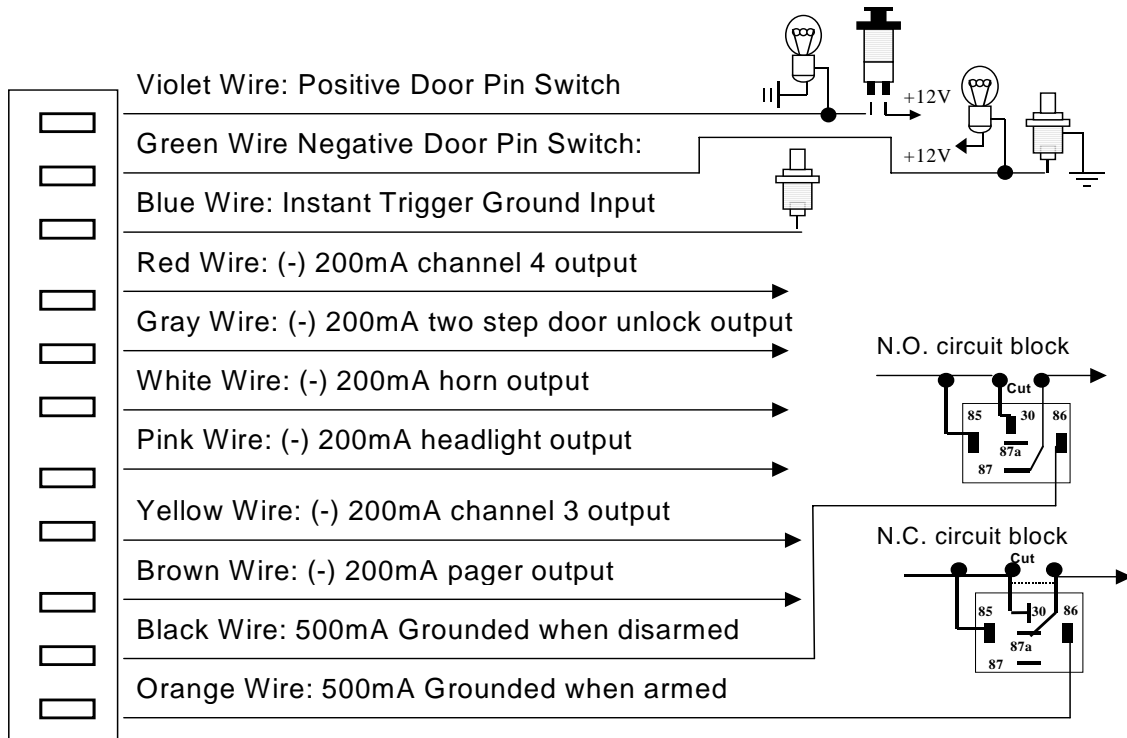 Violet Wire: Positive Door Pin Switch
+12V
Green Wire Negative Door Pin Switch:
+12V
Blue Wire: Instant Trigger Ground Input
Red Wire: (-) 200mA channel 4 output
Gray Wire: (-) 200mA two step door unlock output
N.O. circuit block
White Wire: (-) 200mA horn output
Cut
85 30 86
87a
87
Pink Wire: (-) 200mA headlight output
Yellow Wire: (-) 200mA channel 3 output
N.C. circuit block
Cut
Brown Wire: (-) 200mA pager output
85 30 86
87a
87
Black Wire: 500mA Grounded when disarmed
Orange Wire: 500mA Grounded when armed